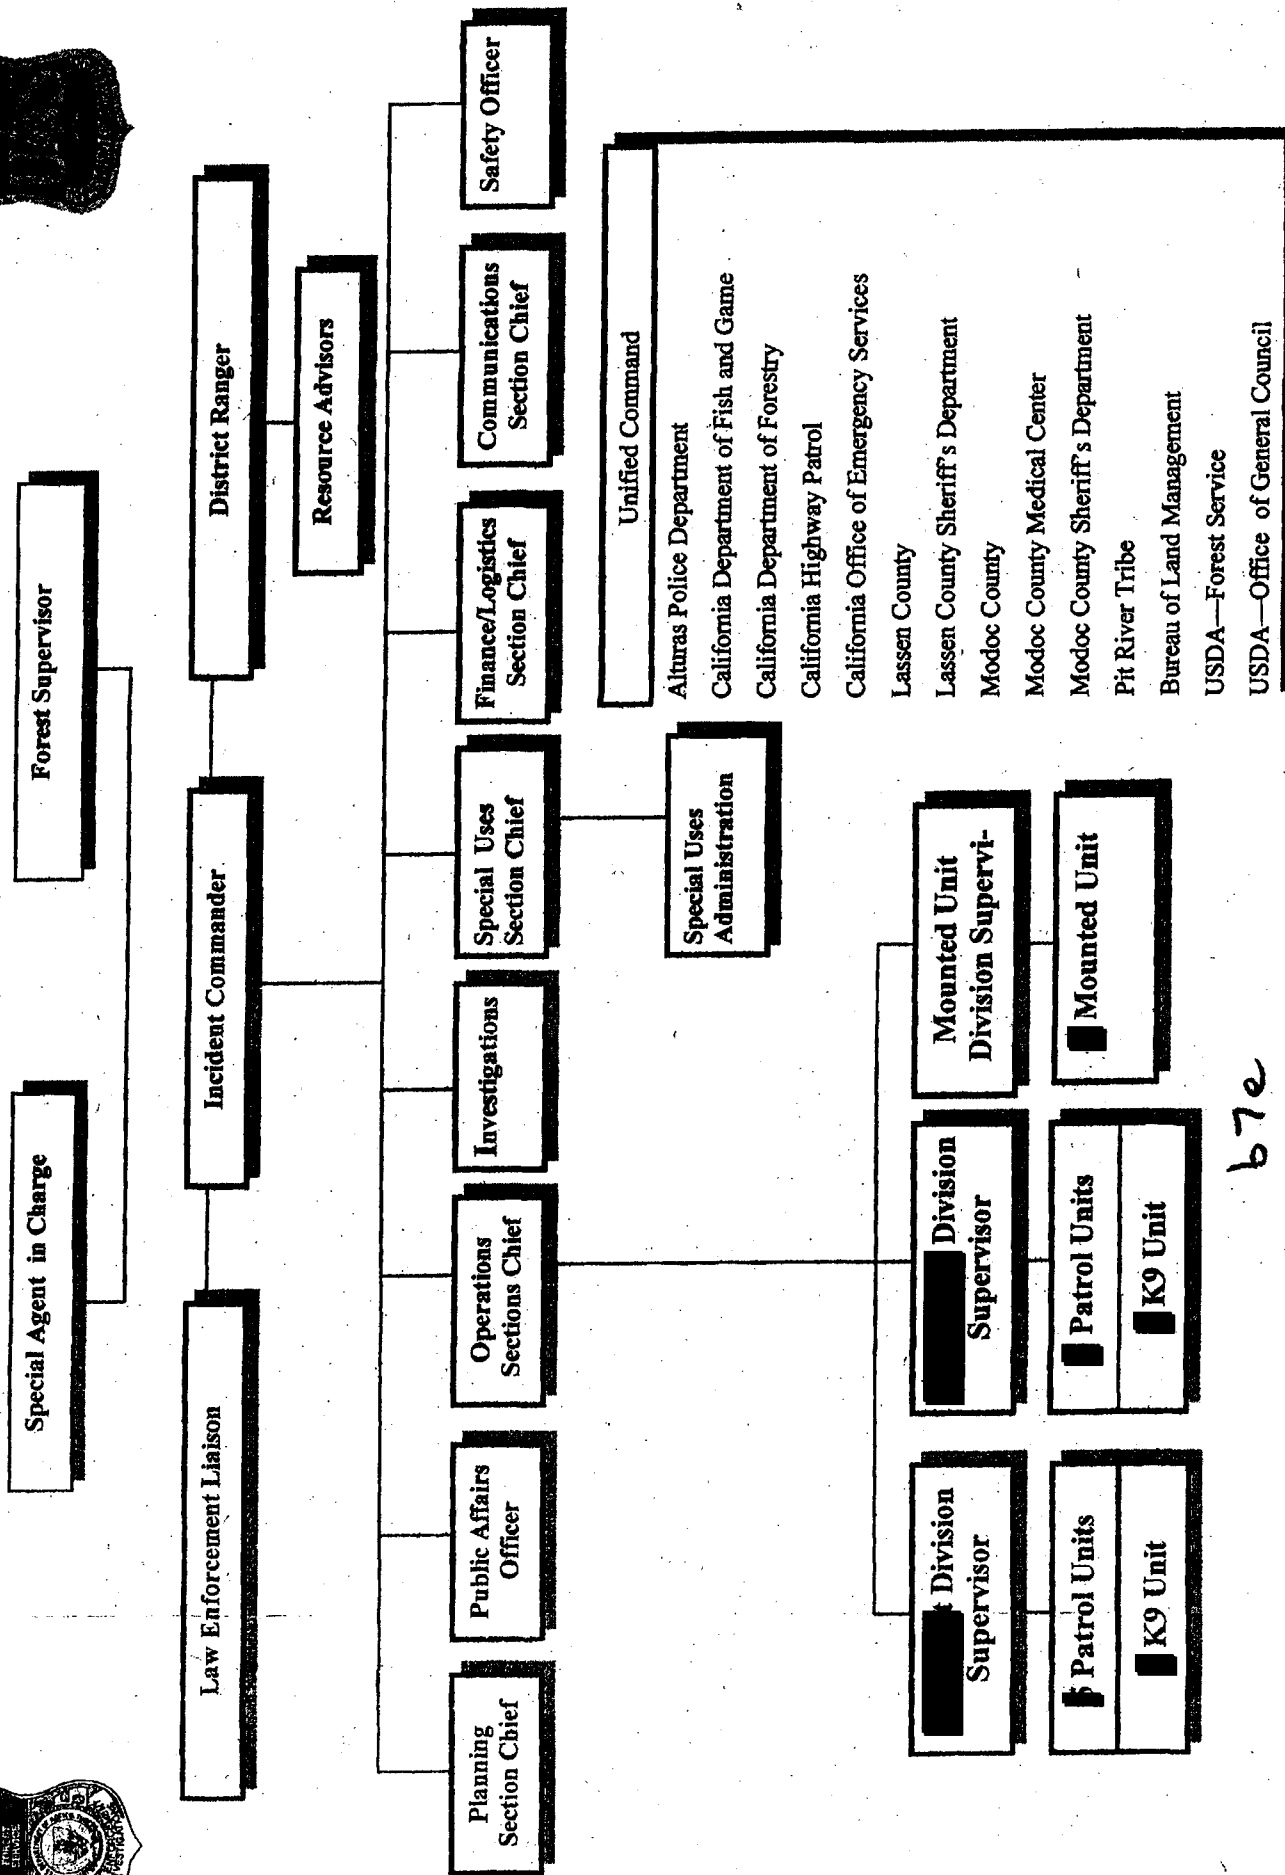 Special Agent in Charge
Forest Supervisor
Law Enforcement Liaison
Incident Commander
District Ranger
Resource Advisors
Planning
Section Chief
Public Affairs
Officer
Operations
Sections Chief
Investigations
Special Uses
Section Chief
Finance/Logistics
Section Chief
Communications
Section Chief
Safety Officer
Special Uses
Administration
t Division
Supervisor
Patrol Units
K9 Unit
Division
Supervisor
Patrol Units
K9 Unit
Mounted Unit
Division Supervi-
Mounted Unit
Unified Command
Alturas Police Department
California Department of Fish and Game
California Department of Forestry
California Highway Patrol
California Office of Emergency Services
Lassen County
Lassen County Sheriff's Department
Modoc County
Modoc County Medical Center
Modoc County Sheriff's Department
Pit River Tribe
Bureau of Land Management
USDA—Forest Service
USDA—Office of General Council
b7e